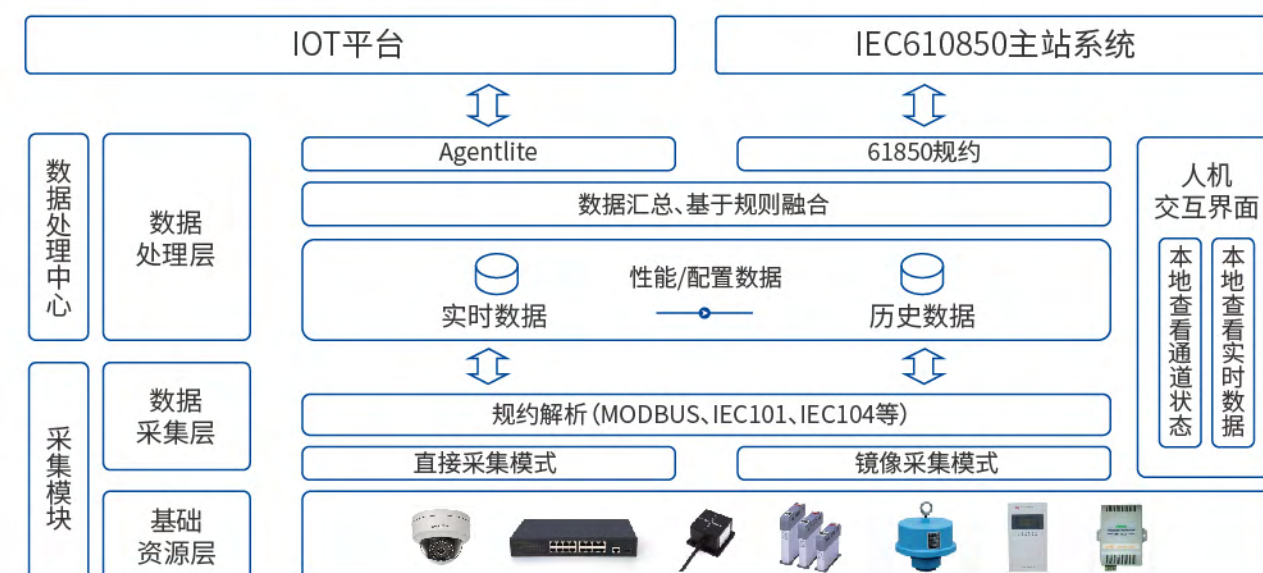 IOT平台
IEC610850主站系统
数据处理中心
数据
处理层
Agentlite
61850规约
数据汇总、基于规则融合
实时数据
性能/配置数据
历史数据
人机
交互界面
本地查看通道状态
本地查看实时数据
采集模块
数据
采集层
规约解析(MODBUS、IEC101、IEC104等)
直接采集模式
镜像采集模式
基础
资源层